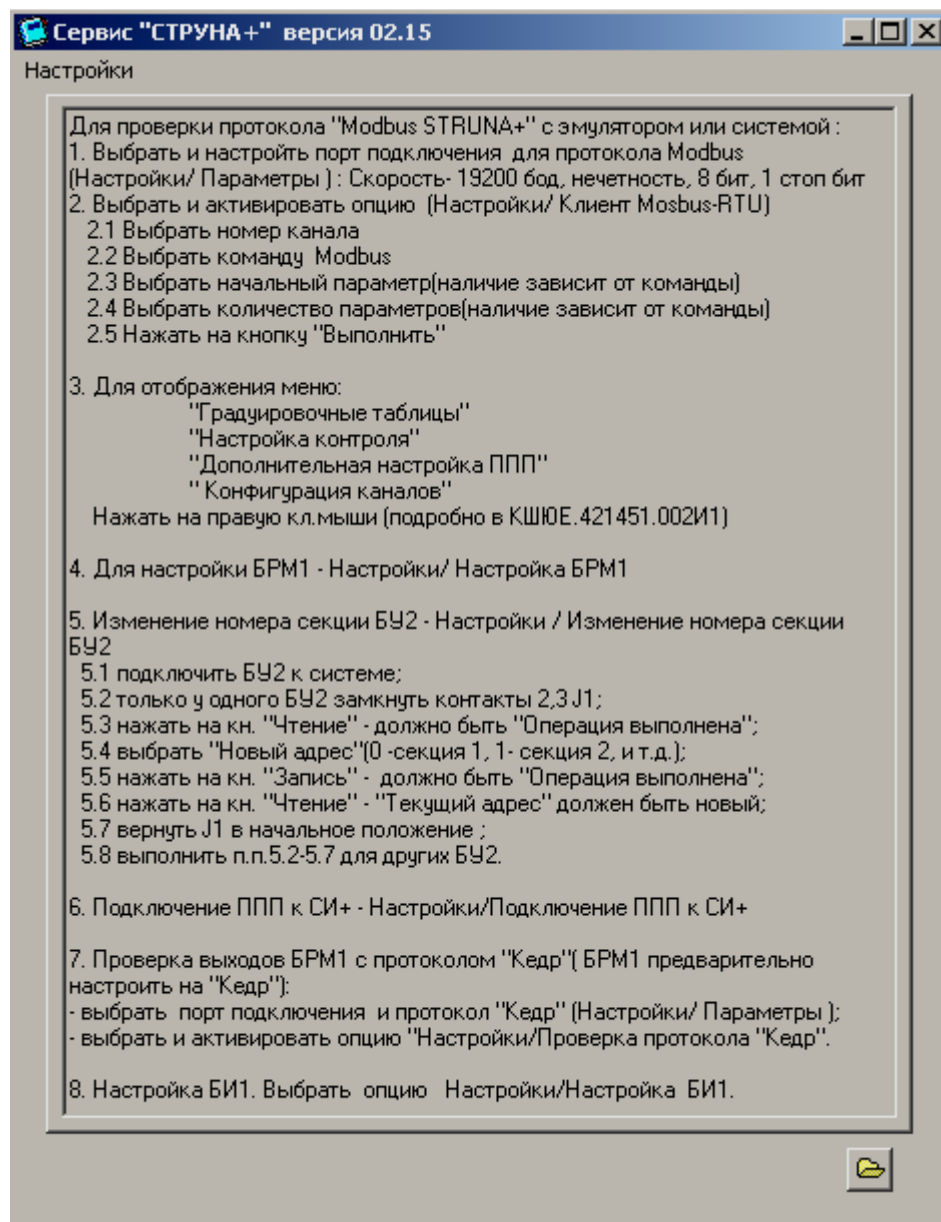 Сервис "СТРУНА+" версия 02.15
Настройки
Для проверки протокола "Modbus STRUNA+" с эмулятором или системой :
1. Выбрать и настройть порт подключения для протокола Modbus
(Настройки/ Параметры ) : Скорость- 19200 бод, нечетность, 8 бит, 1 стоп бит
2. Выбрать и активировать опцию (Настройки/ Клиент Mosbus-RTU)
2.1 Выбрать номер канала
2.2 Выбрать команду Modbus
2.3 Выбрать начальный параметр(наличие зависит от команды)
2.4 Выбрать количество параметров(наличие зависит от команды)
2.5 Нажать на кнопку "Выполнить"
3. Для отображения меню:
"Градуировочные таблицы"
"Настройка контроля"
"Дополнительная настройка ППП"
" Конфигурация каналов"
Нажать на правую кл.мыши (подробно в КШЮЕ.421451.002И1)
4. Для настройки БРМ1 - Настройки/ Настройка БРМ1
5. Изменение номера секции БУ2 - Настройки / Изменение номера секции
БУ2
5.1 подключить БУ2 к системе;
5.2 только у одного БУ2 замкнуть контакты 2,3 J1;
5.3 нажать на кн. "Чтение" - должно быть "Операция выполнена";
5.4 выбрать "Новый адрес"(0 -секция 1, 1- секция 2, и т.д.);
5.5 нажать на кн. "Запись" - должно быть "Операция выполнена";
5.6 нажать на кн. "Чтение" - "Текущий адрес" должен быть новый;
5.7 вернуть J1 в начальное положение ;
5.8 выполнить п.п.5.2-5.7 для других БУ2.
6. Подключение ППП к СИ+ - Настройки/Подключение ППП к СИ+
7. Проверка выходов БРМ1 с протоколом "Кедр"( БРМ1 предварительно
настроить на "Кедр"):
- выбрать порт подключения и протокол "Кедр" (Настройки/ Параметры );
- выбрать и активировать опцию "Настройки/Проверка протокола "Кедр".
8. Настройка БИ1. Выбрать опцию Настройки/Настройка БИ1.